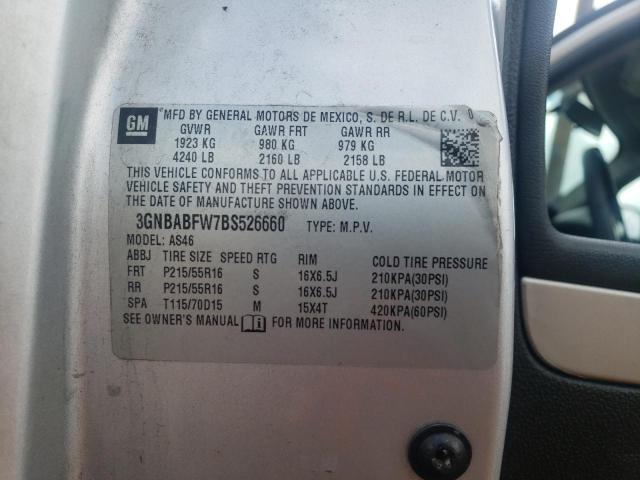 GM
MFD BY GENERAL MOTORS DE MEXICO, S. DE R.L. DE C.V. 0
GVWR GAWR FRT GAWR RR
1923 KG 980 KG 979 KG
4240 LB 2160 LB 2158 LB
THIS VEHICLE CONFORMS TO ALL APPLICABLE U.S. FEDERAL MOTOR
VEHICLE SAFETY AND THEFT PREVENTION STANDARDS IN EFFECT ON
THE DATE OF MANUFACTURE SHOWN ABOVE.
3GNBABFW7BS526660 TYPE: M.P.V.
MODEL: AS46
ABBJ TIRE SIZE SPEED RTG RIM COLD TIRE PRESSURE
FRT P215/55R16 S 16X6.5J 210KPA(30PSI)
RR P215/55R16 S 16X6.5J 210KPA(30PSI)
SPA T115/70D15 M 15X4T 420KPA(60PSI)
SEE OWNER'S MANUAL FOR MORE INFORMATION.